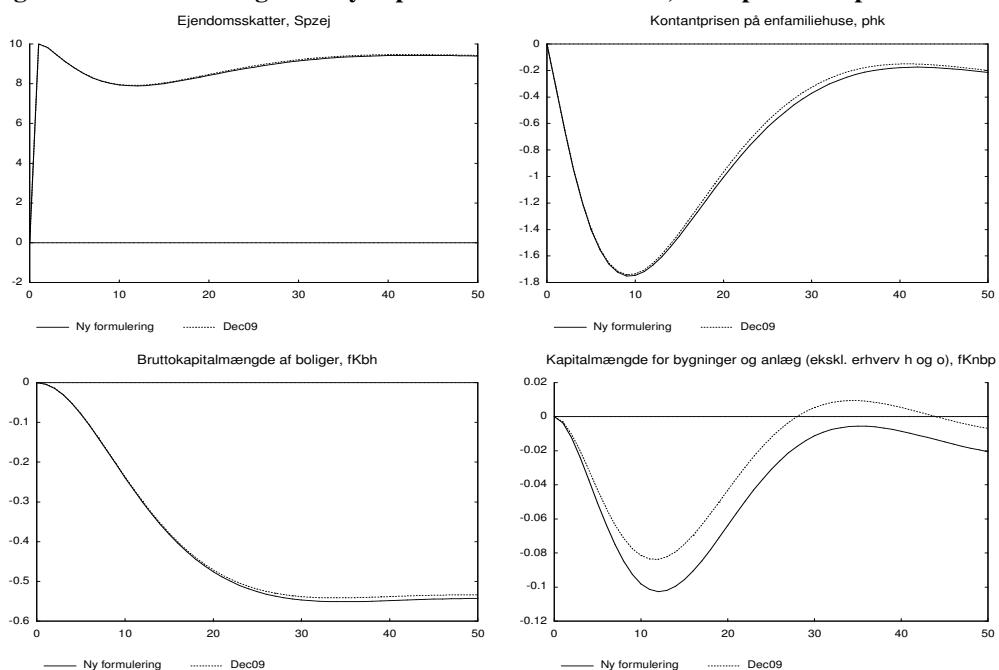 Ejendomsskatter, Spzej
10
8
6
4
2
0
-2
0 10 20 30 40 50
Ny formulering Dec09
Kontantprisen på enfamiliehuse, phk
0
-0.2
-0.4
-0.6
-0.8
-1
-1.2
-1.4
-1.6
-1.8
0 10 20 30 40 50
Ny formulering Dec09
Bruttokapitalmængde af boliger, fKbh
0
-0.1
-0.2
-0.3
-0.4
-0.5
-0.6
0 10 20 30 40 50
Ny formulering Dec09
Kapitalmængde for bygninger og anlæg (ekskl. erhverv h og o), fKnbp
0.02
0
-0.02
-0.04
-0.06
-0.08
-0.1
-0.12
0 10 20 30 40 50
Ny formulering Dec09